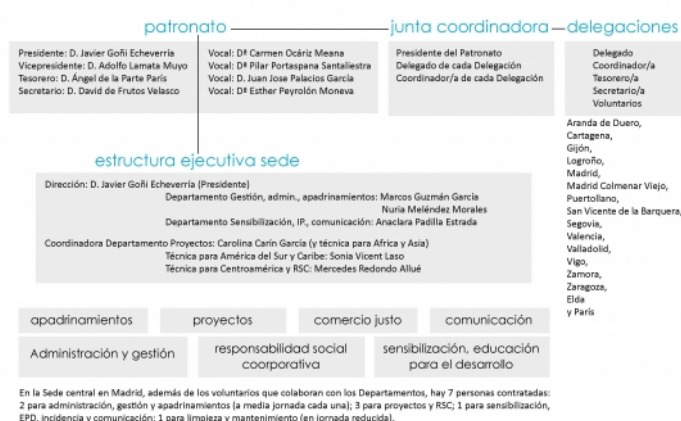 patronato
junta coordinadora
delegaciones
Presidente: D. Javier Goñi Echeverría
Vicepresidente: D. Adolfo Lamata Muyo
Tesorero: D. Ángel de la Parte París
Secretario: D. David de Frutos Velasco
Vocal: Dª Carmen Ocáriz Meana
Vocal: Dª Pilar Portaspana Santaliestra
Vocal: D. Juan Jose Palacios García
Vocal: Dª Esther Peyrolón Moneva
Presidente del Patronato
Delegado de cada Delegación
Coordinador/a de cada Delegación
Delegado
Coordinador/a
Tesorero/a
Secretario/a
Voluntarios
Aranda de Duero,
Cartagena,
Gijón,
Logroño,
Madrid,
Madrid Colmenar Viejo,
Puertollano,
San Vicente de la Barquera,
Segovia,
Valencia,
Valladolid,
Vigo,
Zamora,
Zaragoza,
Elda
y París
estructura ejecutiva sede
Dirección: D. Javier Goñi Echeverría (Presidente)
Departamento Gestión, admin., apadrinamientos: Marcos Guzmán García
Nuria Meléndez Morales
Departamento Sensibilización, IP., comunicación: Anaclara Padilla Estrada
Coordinadora Departamento Proyectos: Carolina Carín García (y técnica para Africa y Asia)
Técnica para América del Sur y Caribe: Sonia Vicent Laso
Técnica para Centroamérica y RSC: Mercedes Redondo Allué
apadrinamientos
proyectos
comercio justo
comunicación
Administración y gestión
responsabilidad social
coorporativa
sensibilización, educación
para el desarrollo
En la Sede central en Madrid, además de los voluntarios que colaboran con los Departamentos, hay 7 personas contratadas:
2 para administración, gestión y apadrinamientos (a media jornada cada una); 3 para proyectos y RSC; 1 para sensibilización,
EPD, incidencia y comunicación; 1 para limpieza y mantenimiento (en jornada reducida).